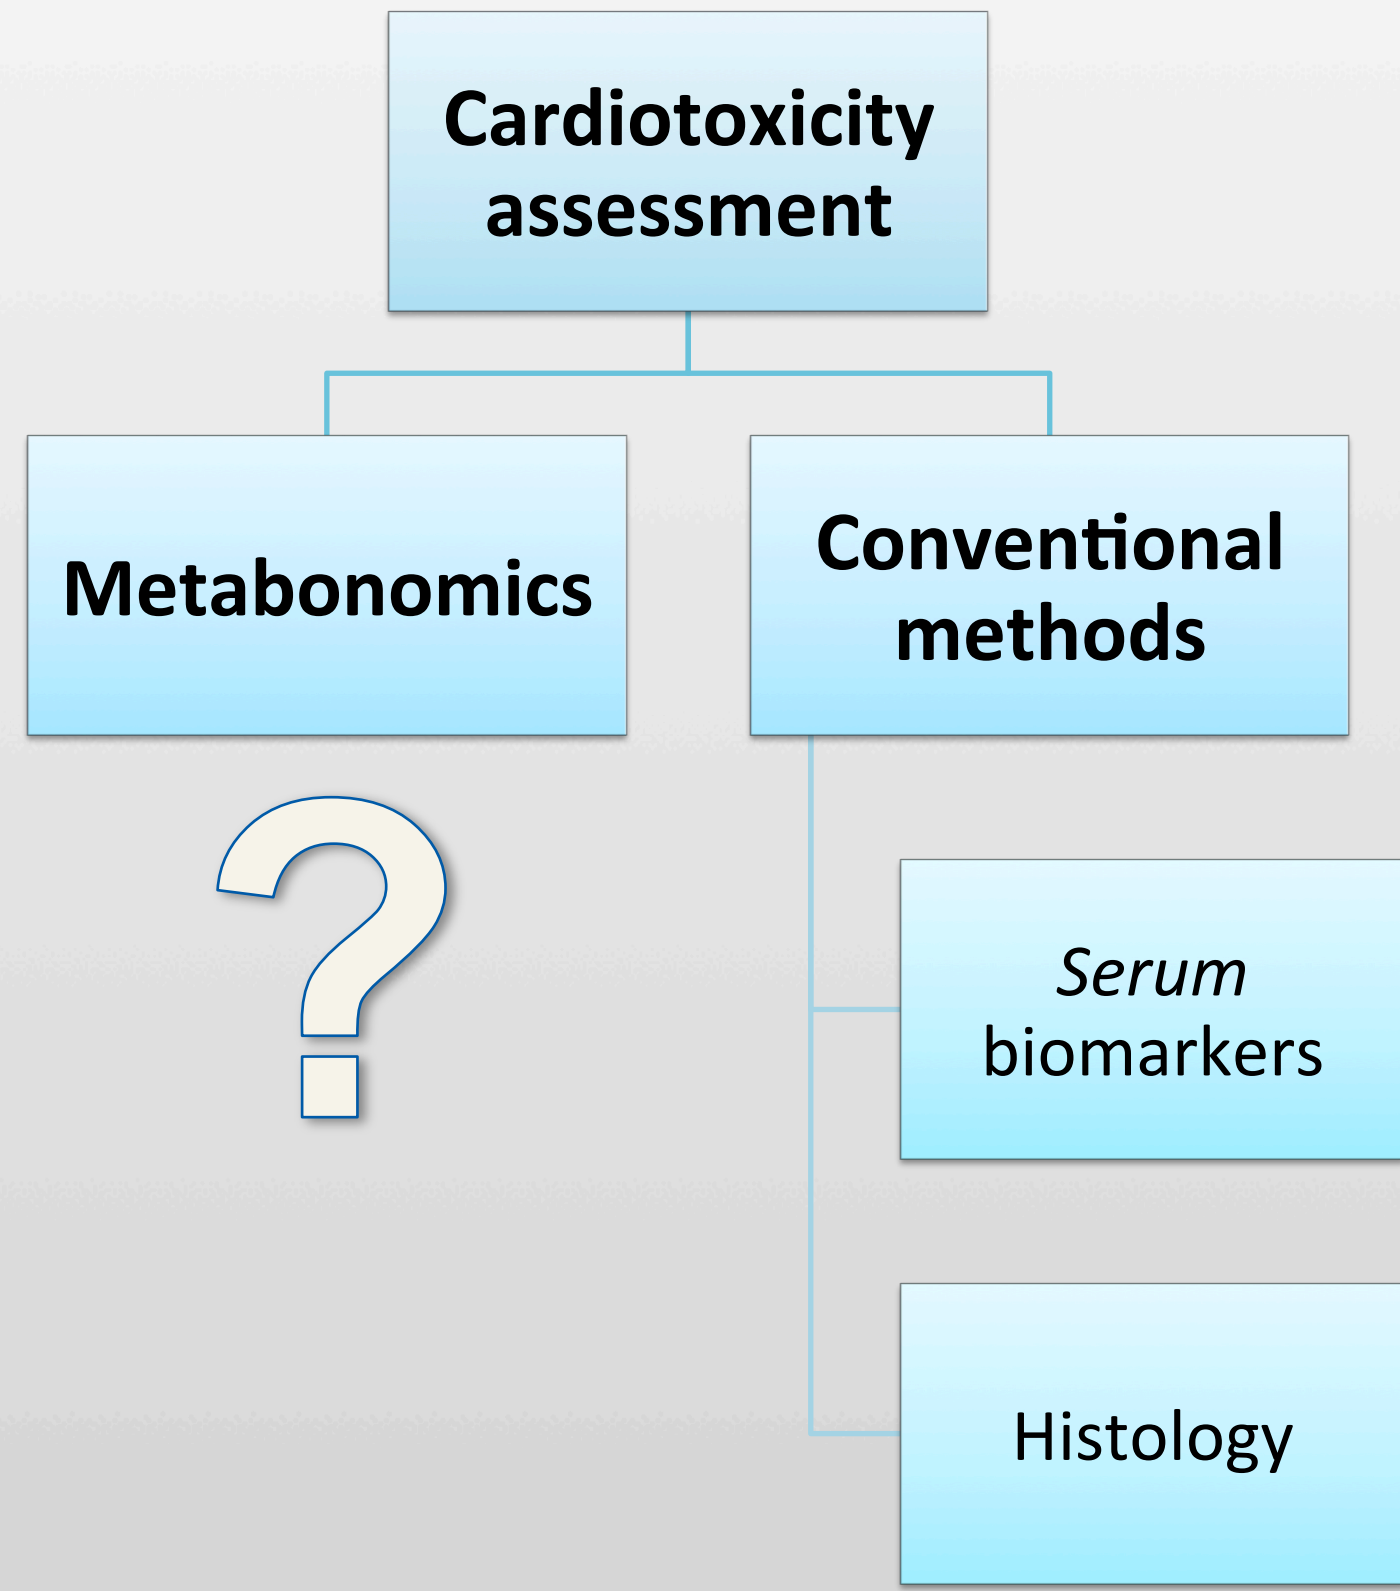 Cardiotoxicity
assessment
Metabonomics
Conventional
methods
?
Serum
biomarkers
Histology